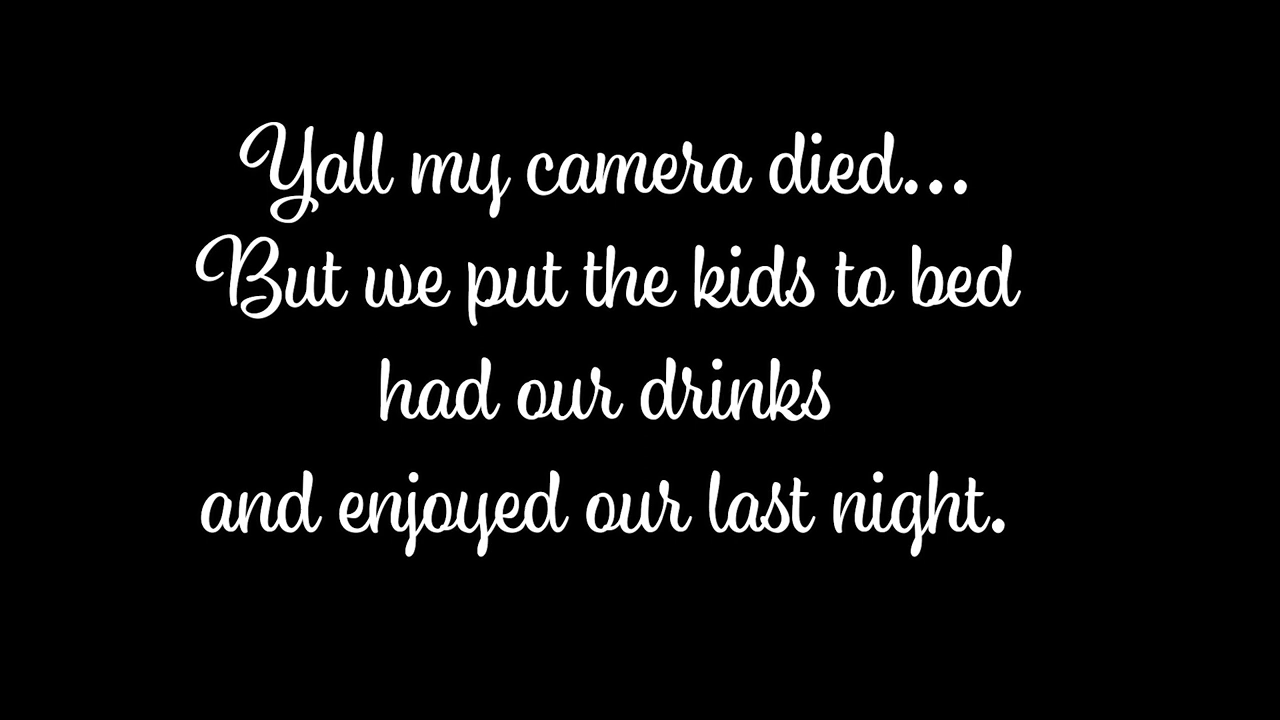 Yall my camera died...
But we put the kids to bed
had our drinks
and enjoyed our last night.